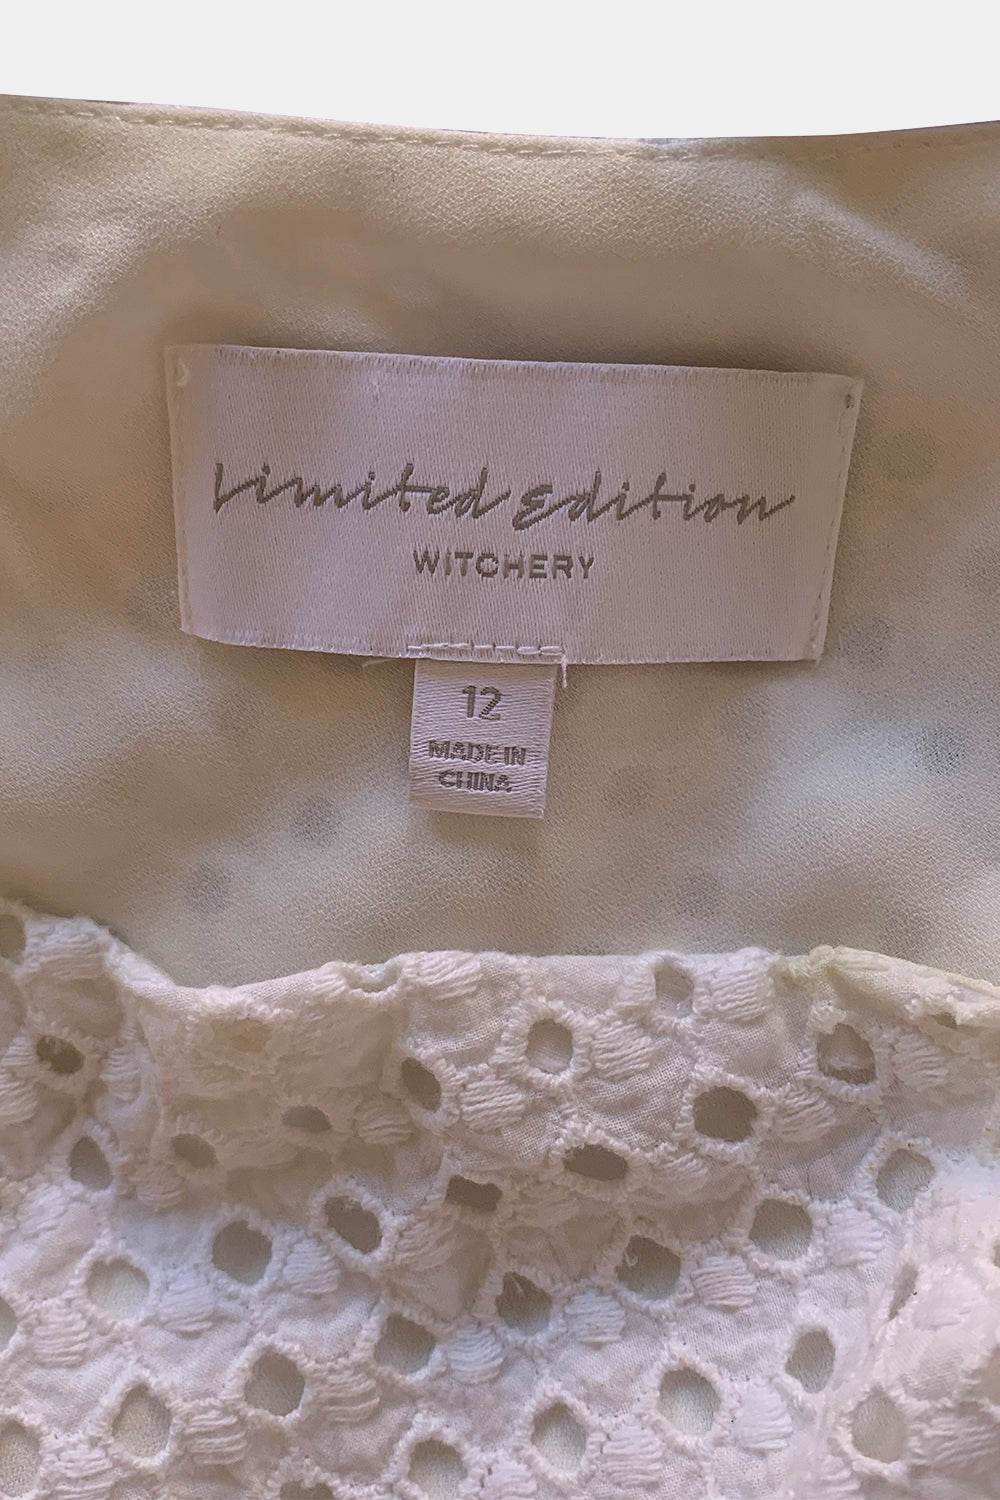 Limited Edition
WITCHERY
12
MADE IN
CHINA